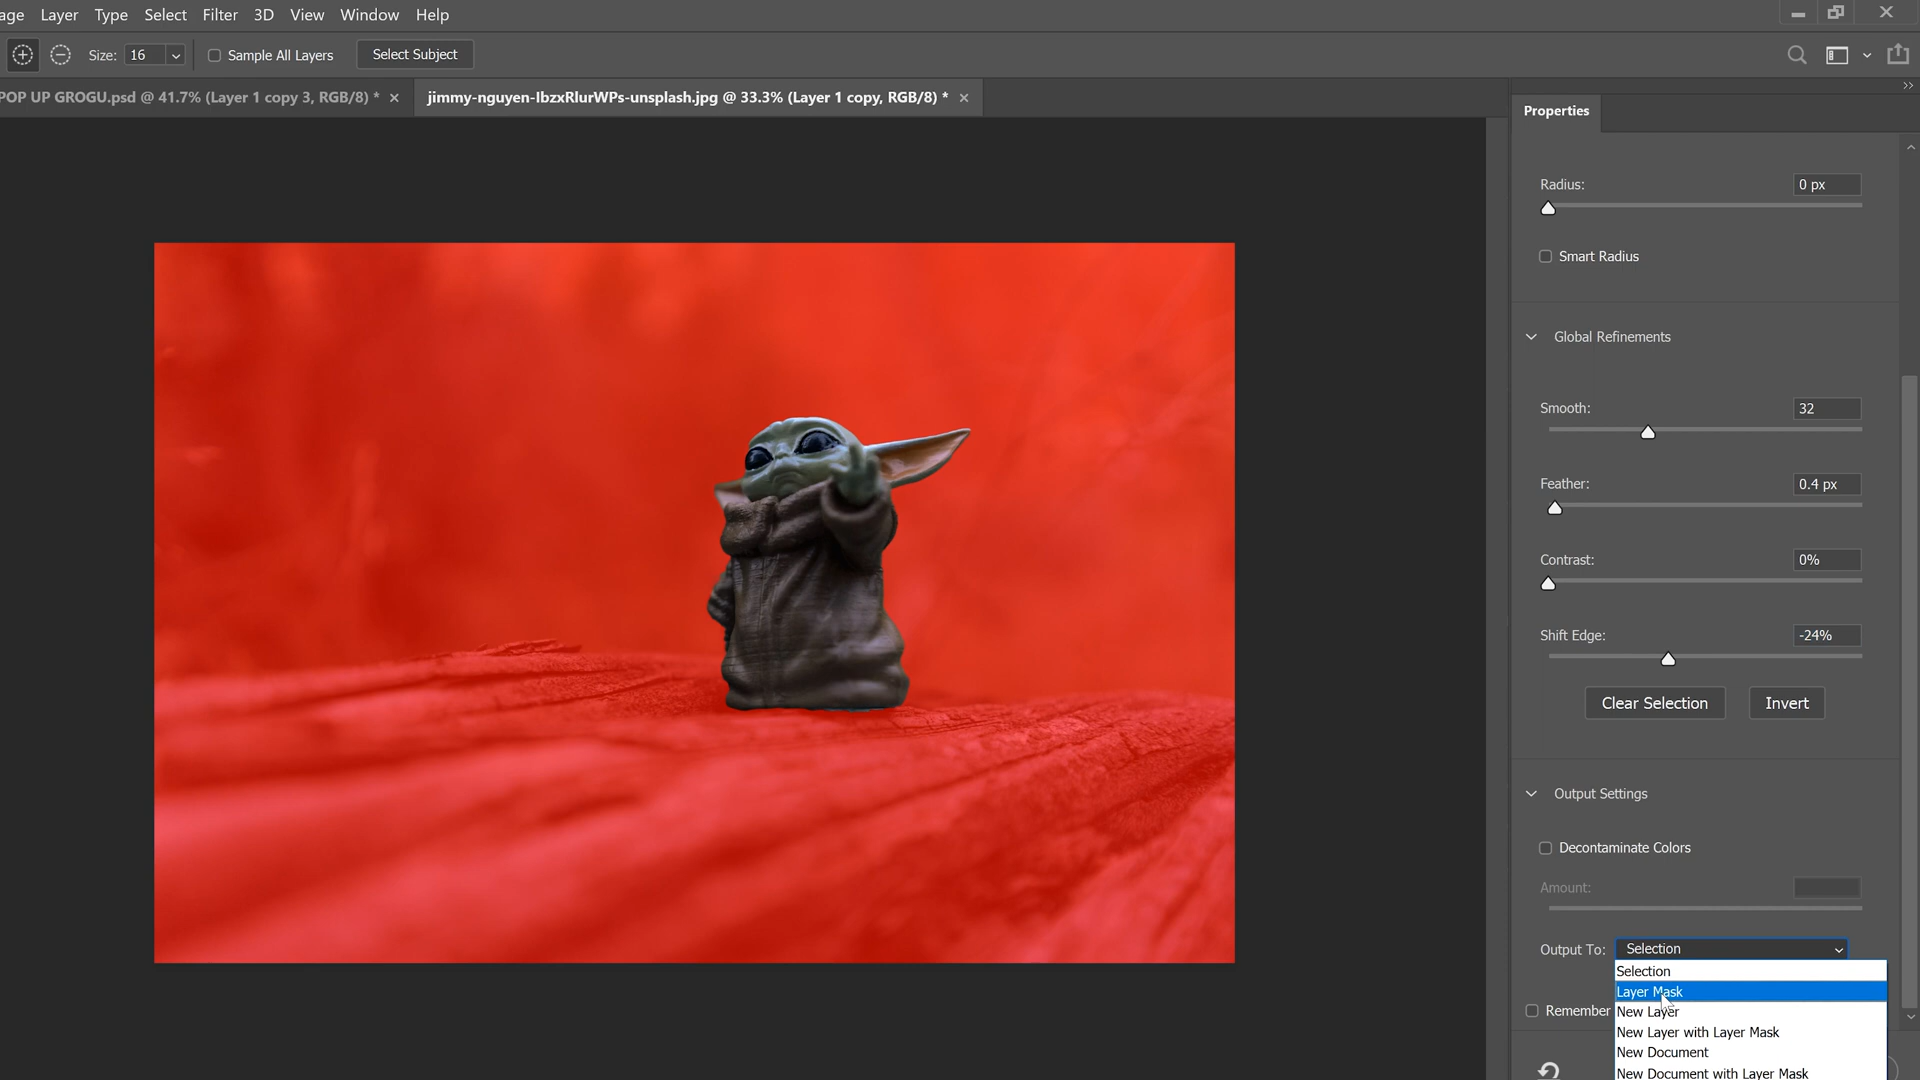 age Layer Type Select Filter 3D View Window Help
Size: 16 Sample All Layers Select Subject
POP UP GROGU.psd @ 41.7% (Layer 1 copy 3, RGB/8) * × jimmy-nguyen-IbzxRlurWPs-unsplash.jpg @ 33.3% (Layer 1 copy, RGB/8) * ×
Properties
Radius: 0 px
Smart Radius
Global Refinements
Smooth: 32
Feather: 0.4 px
Contrast: 0%
Shift Edge: -24%
Clear Selection Invert
Output Settings
Decontaminate Colors
Amount:
Output To: Selection
Selection
Layer Mask
Remember New Layer
New Layer with Layer Mask
New Document
New Document with Layer Mask